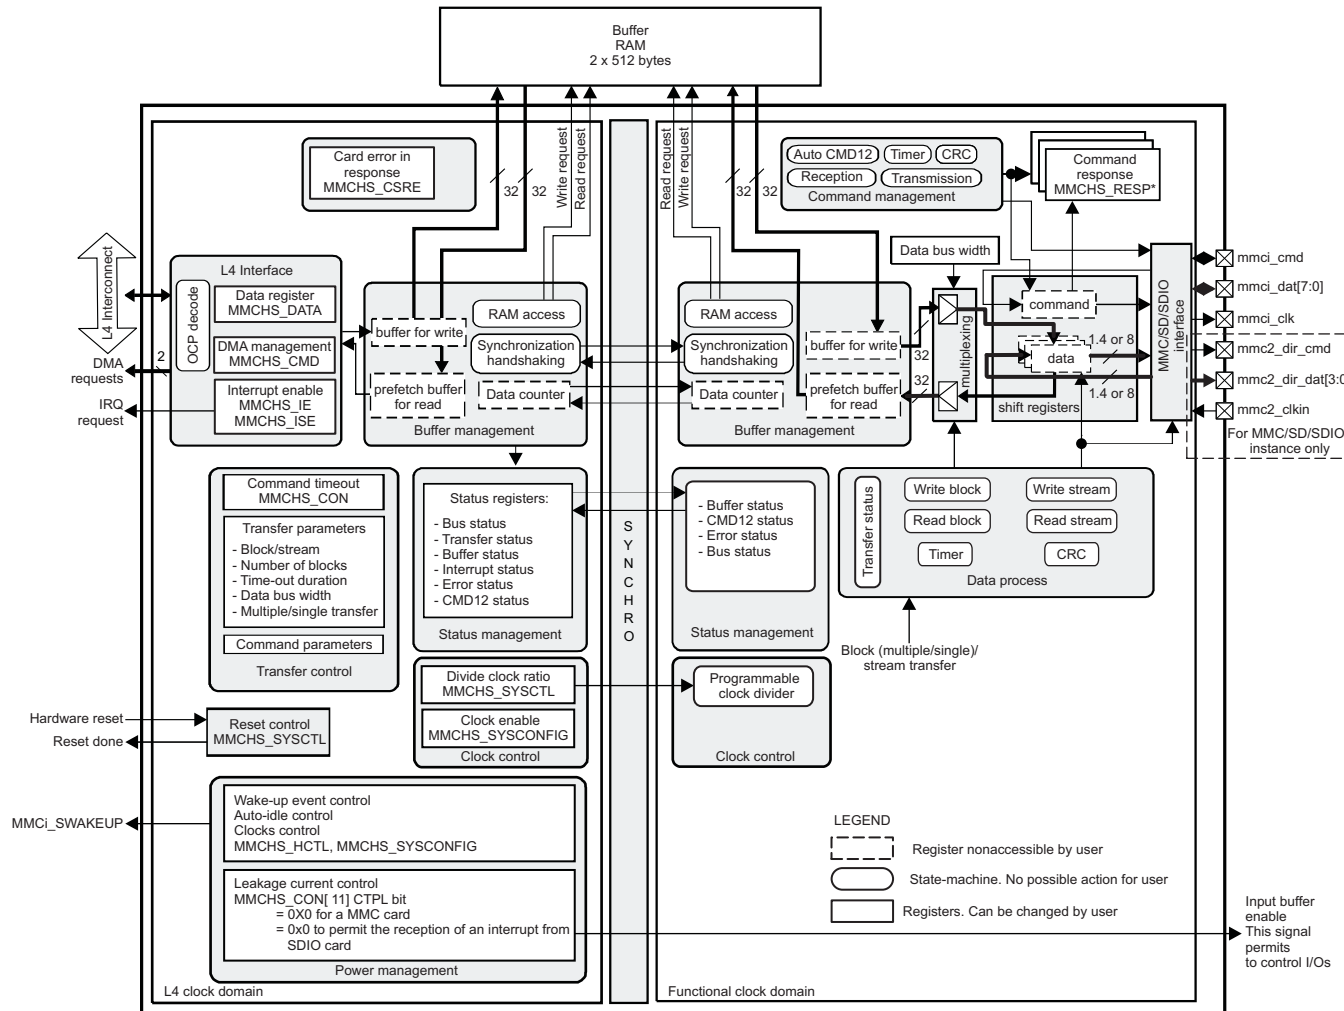 Buffer
RAM
2 x 512 bytes
Write request
Read request
Read request
Write request
32
32
32
32
Card error in
response
MMCHS_CSRE
Auto CMD12
Timer
CRC
Reception
Transmission
Command management
Command
response
MMCHS_RESP*
L4 Interconnect
L4 Interface
OCP decode
Data register
MMCHS_DATA
DMA management
MMCHS_CMD
Interrupt enable
MMCHS_IE
MMCHS_ISE
2
DMA
requests
IRQ
request
buffer for write
prefetch buffer
for read
RAM access
Synchronization
handshaking
Data counter
Buffer management
RAM access
Synchronization
handshaking
Data counter
buffer for write
prefetch buffer
for read
Buffer management
32
32
Data bus width
multiplexing
command
data
shift registers
1.4 or 8
1.4 or 8
MMC/SD/SDIO
interface
mmci_cmd
mmci_dat[7:0]
mmci_clk
mmc2_dir_cmd
mmc2_dir_dat[3:0
mmc2_clkin
For MMC/SD/SDIO
instance only
Command timeout
MMCHS_CON
Transfer parameters
- Block/stream
- Number of blocks
- Time-out duration
- Data bus width
- Multiple/single transfer
Command parameters
Transfer control
Status registers:
- Bus status
- Transfer status
- Buffer status
- Interrupt status
- Error status
- CMD12 status
Status management
SYNCHRO
- Buffer status
- CMD12 status
- Error status
- Bus status
Status management
Transfer status
Write block
Write stream
Read block
Read stream
Timer
CRC
Data process
Block (multiple/single)/
stream transfer
Divide clock ratio
MMCHS_SYSCTL
Clock enable
MMCHS_SYSCONFIG
Clock control
Programmable
clock divider
Clock control
Hardware reset
Reset done
Reset control
MMCHS_SYSCTL
MMCi_SWAKEUP
Wake-up event control
Auto-idle control
Clocks control
MMCHS_HCTL, MMCHS_SYSCONFIG
Leakage current control
MMCHS_CON[ 11] CTPL bit
= 0X0 for a MMC card
= 0x0 to permit the reception of an interrupt from
SDIO card
Power management
LEGEND
Register nonaccessible by user
State-machine. No possible action for user
Registers. Can be changed by user
Input buffer
enable
This signal
permits
to control I/Os
L4 clock domain
Functional clock domain